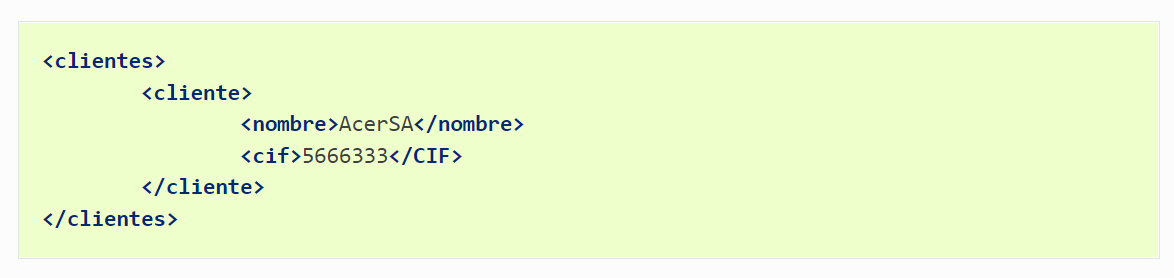 <clientes>
<cliente>
<nombre>AcerSA</nombre>
<cif>5666333</CIF>
</cliente>
</clientes>